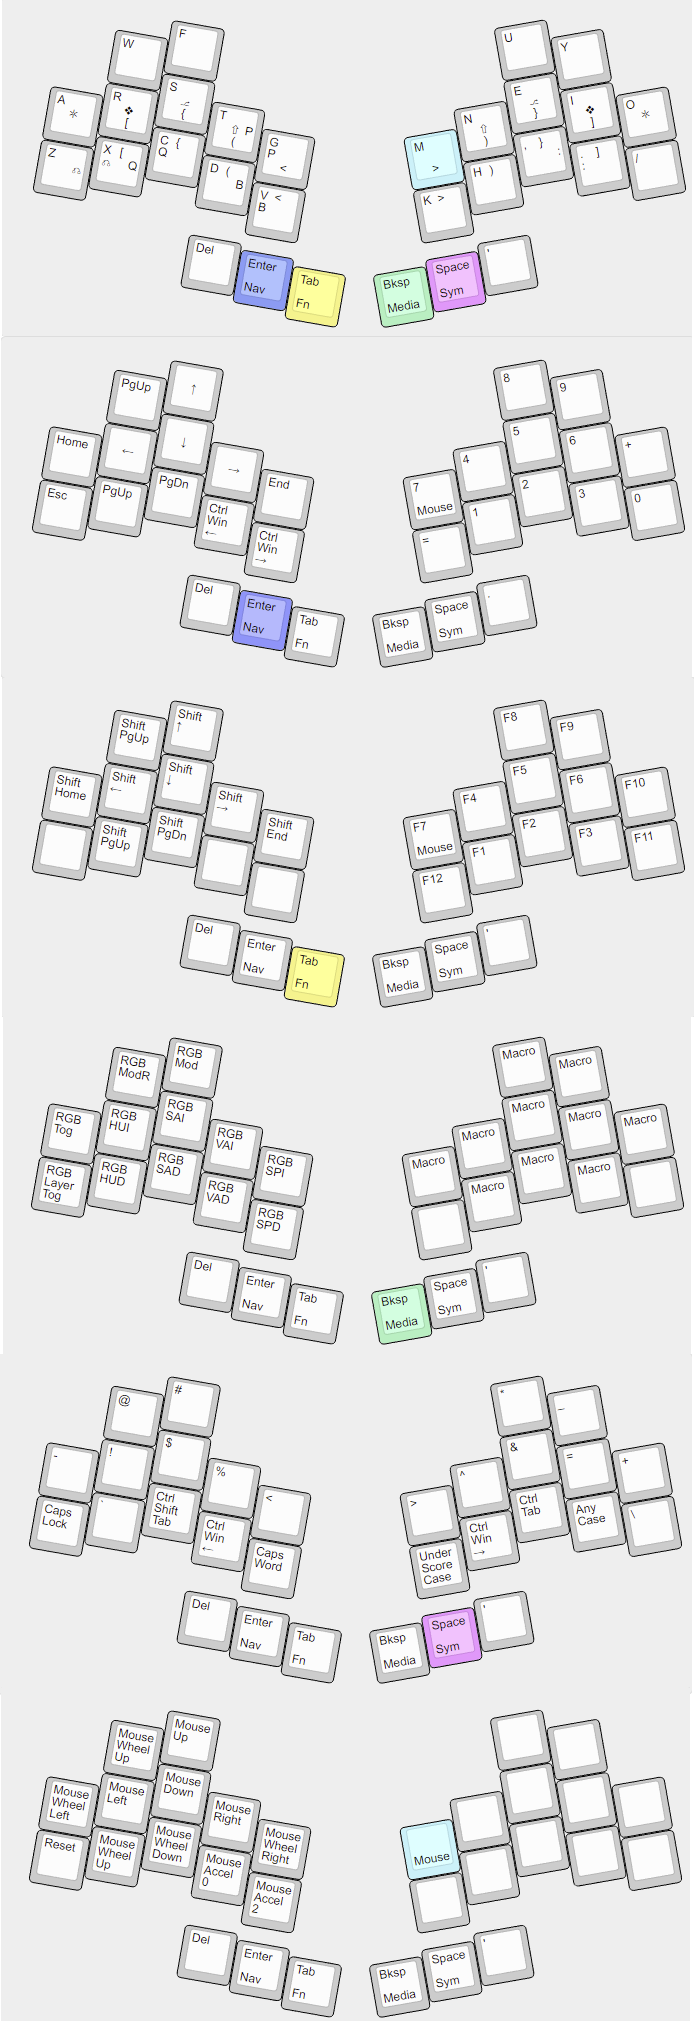 W
F
U
Y
A
*
R
❖
[
S
⎇
{
T
⇧ P
(
G
P
<
M
>
N
⇧
)
E
⎇
}
I
❖
]
O
*
Z
⎌
X [
⎌ Q
C {
Q
D (
B
V <
B
K >
H )
, }
;
. ]
:
/
Del
Enter
Nav
Tab
Fn
Bksp
Media
Space
Sym
'
PgUp
↑
8
9
Home
←
↓
→
End
7
Mouse
4
5
6
+
Esc
PgUp
PgDn
Ctrl
Win
←
Ctrl
Win
→
=
1
2
3
0
Del
Enter
Nav
Tab
Fn
Bksp
Media
Space
Sym
.
Shift
PgUp
Shift
↑
F8
F9
Shift
Home
Shift
←
Shift
↓
Shift
→
Shift
End
F7
Mouse
F4
F5
F6
F10
Shift
PgUp
Shift
PgDn
F12
F1
F2
F3
F11
Del
Enter
Nav
Tab
Fn
Bksp
Media
Space
Sym
'
RGB
ModR
RGB
Mod
Macro
Macro
RGB
Tog
RGB
HUI
RGB
SAI
RGB
VAI
RGB
SPI
Macro
Macro
Macro
Macro
Macro
RGB
Layer
Tog
RGB
HUD
RGB
SAD
RGB
VAD
RGB
SPD
Macro
Macro
Macro
Del
Enter
Nav
Tab
Fn
Bksp
Media
Space
Sym
'
@
#
*
_
-
!
$
%
<
>
^
&
=
+
Caps
Lock
`
Ctrl
Shift
Tab
Ctrl
Win
←
Caps
Word
Under
Score
Case
Ctrl
Win
→
Ctrl
Tab
Any
Case
\
Del
Enter
Nav
Tab
Fn
Bksp
Media
Space
Sym
'
Mouse
Wheel
Up
Mouse
Up
Mouse
Wheel
Left
Mouse
Left
Mouse
Down
Mouse
Right
Mouse
Wheel
Right
Mouse
Reset
Mouse
Wheel
Up
Mouse
Wheel
Down
Mouse
Accel
0
Mouse
Accel
2
Del
Enter
Nav
Tab
Fn
Bksp
Media
Space
Sym
'